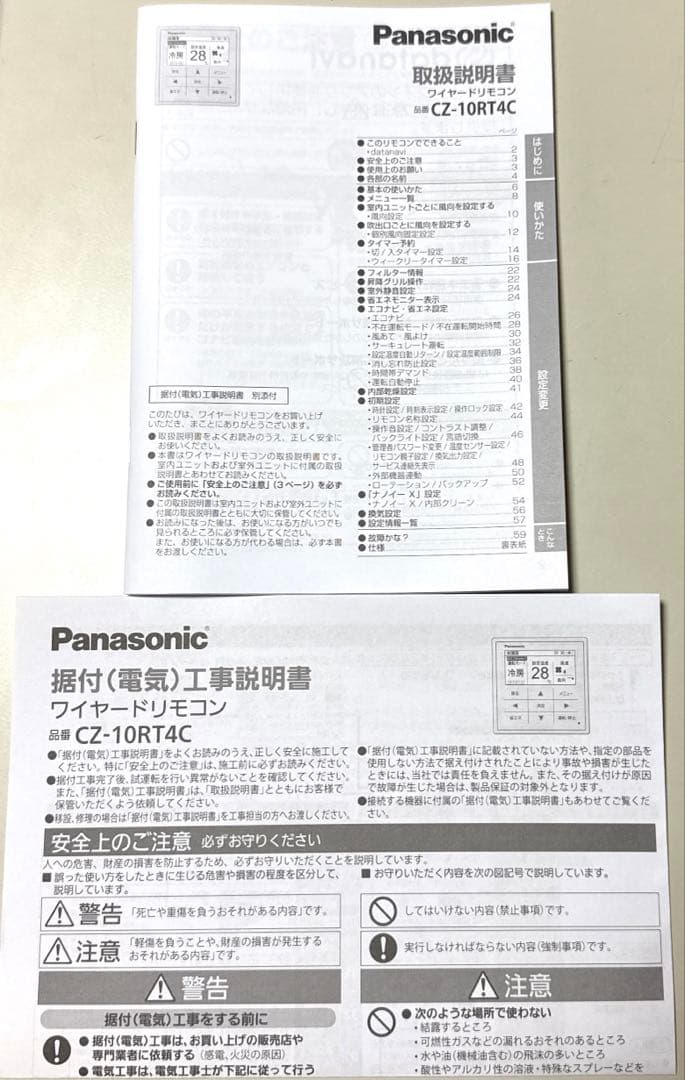 Panasonic
取扱説明書
ワイヤードリモコン
品番 CZ-10RT4C
冷房 28
ページ
はじめに
●このリモコンでできること 2
・datanavi
●安全上のご注意 3
●使用上のお願い 3
●各部の名前 4
使いかた
●基本の使いかた 6
●メニュー一覧 8
●室内ユニットごとに風向を設定する
・風向設定 10
●吹出口ごとに風向を設定する
・個別風向固定設定 12
●タイマー予約
・切/入タイマー設定 14
・ウィークリータイマー設定 16
設定変更
●フィルター情報 22
●昇降グリル操作 22
●室外静音設定 24
●省エネモニター表示 24
●エコナビ・省エネ設定
・エコナビ 26
・不在運転モード/不在運転開始時間 28
・風あて・風よけ 30
・サーキュレート運転 32
・設定温度自動リターン/設定温度範囲制限 34
・消し忘れ防止設定 36
・時間帯デマンド 38
・運転自動停止 40
●内部乾燥設定 41
●初期設定
・時計設定/時刻表示設定/操作ロック設定 42
・リモコン名称設定 44
・操作音設定/コントラスト調整/
バックライト設定/言語切換 46
・管理者パスワード変更/温度センサー設定/
リモコン親子設定/換気出力設定/
サービス連絡先表示 48
・外部機器連動 50
・ローテーション/バックアップ 52
●「ナノイー X」設定
・ナノイー X/内部クリーン 54
●換気設定 56
●設定情報一覧 57
こんなとき
●故障かな? 59
●仕様 裏表紙
据付(電気)工事説明書 別添付
このたびは、ワイヤードリモコンをお買い上げ
いただき、まことにありがとうございます。
●取扱説明書をよくお読みのうえ、正しく安全に
お使いください。
●本書はワイヤードリモコンの取扱説明書です。
室内ユニットおよび室外ユニットに付属の取扱
説明書とあわせてお読みください。
●ご使用前に「安全上のご注意」(3ページ)を必ず
お読みください。
●この取扱説明書は室内ユニットおよび室外ユニットに
付属の取扱説明書とともに大切に保管してください。
●お読みになった後は、お使いになる方がいつでも
見られるところに必ず保管してください。
また、お使いになる方が代わる場合は、必ず本書
をお渡しください。
Panasonic
据付(電気)工事説明書
ワイヤードリモコン
品番 CZ-10RT4C
冷房 28
●「据付(電気)工事説明書」をよくお読みのうえ、正しく安全に施工して
ください。特に「安全上のご注意」は、施工前に必ずお読みください。
●据付工事完了後、試運転を行い異常がないことを確認してください。
また、「据付(電気)工事説明書」は、「取扱説明書」とともにお客様で
保管いただくよう依頼してください。
●移設、修理の場合は「据付(電気)工事説明書」を工事担当の方へお渡しください。
●「据付(電気)工事説明書」に記載されていない方法や、指定の部品を
使用しない方法で据え付けされたことにより事故や損害が生じた
ときには、当社では責任を負えません。また、その据え付けが原因
で故障が生じた場合は、製品保証の対象外となります。
●接続する機器に付属の「据付(電気)工事説明書」もあわせてご覧くだ
さい。
安全上のご注意 必ずお守りください
人への危害、財産の損害を防止するため、必ずお守りいただくことを説明しています。
■誤った使い方をしたときに生じる危害や損害の程度を区分して、
説明しています。
警告 「死亡や重傷を負うおそれがある内容」です。
注意 「軽傷を負うことや、財産の損害が発生する
おそれがある内容」です。
■お守りいただく内容を次の図記号で説明しています。
してはいけない内容(禁止事項)です。
実行しなければならない内容(強制事項)です。
警告
据付(電気)工事をする前に
●据付(電気)工事は、お買い上げの販売店や
専門業者に依頼する(感電、火災の原因)
●電気工事は、電気工事士が下記に従って行う
注意
●次のような場所で使わない
・結露するところ
・可燃性ガスなどの漏れるおそれのあるところ
・水や油(機械油含む)の飛沫の多いところ
・酸性やアルカリ性の溶液・特殊なスプレーなどを